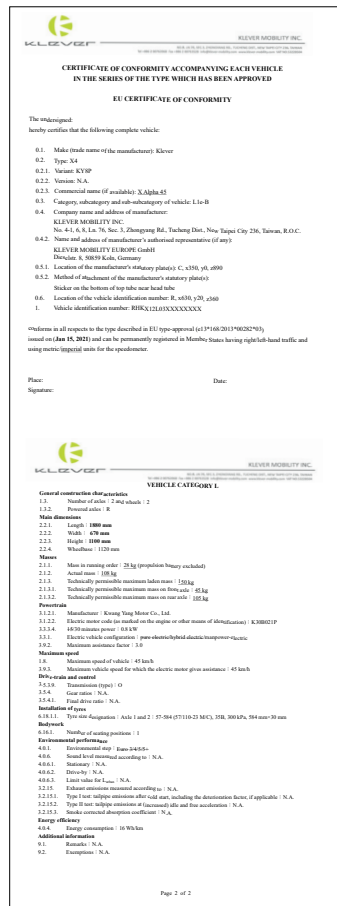 KLEVER
KLEVER MOBILITY INC.
CERTIFICATE OF CONFORMITY ACCOMPANYING EACH VEHICLE
IN THE SERIES OF THE TYPE WHICH HAS BEEN APPROVED
EU CERTIFICATE OF CONFORMITY
The undersigned:
hereby certifies that the following complete vehicle:
0.1. Make (trade name of the manufacturer): Klever
0.2. Type: X4
0.2.1. Variant: KY8P
0.2.2. Version: N.A.
0.2.3. Commercial name (if available): X Alpha 45
0.3. Category, subcategory and sub-subcategory of vehicle: L1e-B
0.4. Company name and address of manufacturer:
KLEVER MOBILITY INC.
No. 4-1, 6, 8, Ln. 76, Sec. 3, Zhongyang Rd., Tucheng Dist., New Taipei City 236, Taiwan, R.O.C.
0.4.2. Name and address of manufacturer's authorised representative (if any):
KLEVER MOBILITY EUROPE GmbH
Dieselstr. 8, 50859 Koln, Germany
0.5.1. Location of the manufacturer's statutory plate(s): C, x350, y0, z890
0.5.2. Method of attachment of the manufacturer's statutory plate(s):
Sticker on the bottom of top tube near head tube
0.6. Location of the vehicle identification number: R, x630, y20, z360
1. Vehicle identification number: RHKX12L03XXXXXXXX
conforms in all respects to the type described in EU type-approval (e13*168/2013*00282*03)
issued on (Jan 15, 2021) and can be permanently registered in Member States having right/left-hand traffic and
using metric/imperial units for the speedometer.
Place: Date:
Signature:
KLEVER
KLEVER MOBILITY INC.
VEHICLE CATEGORY L
General construction characteristics
1.3. Number of axles : 2 and wheels : 2
1.3.2. Powered axles : R
Main dimensions
2.2.1. Length : 1880 mm
2.2.2. Width : 670 mm
2.2.3. Height : 1100 mm
2.2.4. Wheelbase : 1120 mm
Masses
2.1.1. Mass in running order : 28 kg (propulsion battery excluded)
2.1.2. Actual mass : 108 kg
2.1.3. Technically permissible maximum laden mass : 150 kg
2.1.3.1. Technically permissible maximum mass on front axle : 45 kg
2.1.3.2. Technically permissible maximum mass on rear axle : 105 kg
Powertrain
3.1.2.1. Manufacturer : Kwang Yang Motor Co., Ltd.
3.1.2.2. Electric motor code (as marked on the engine or other means of identification) : KJ0B021P
3.3.3.4. 15/30 minutes power : 0.8 kW
3.3.1. Electric vehicle configuration : pure electric/hybrid electric/manpower-electric
3.9.2. Maximum assistance factor : 3.0
Maximum speed
1.8. Maximum speed of vehicle : 45 km/h
3.9.3. Maximum vehicle speed for which the electric motor gives assistance : 45 km/h
Drive-train and control
3.5.3.9. Transmission (type) : O
3.5.4. Gear ratios : N.A.
3.5.4.1. Final drive ratio : N.A.
Installation of tyres
6.18.1.1. Tyre size designation : Axle 1 and 2 : 57-584 (57/110-23 M/C), 35B, 300 kPa, 584 mm×30 mm
Bodywork
6.16.1. Number of seating positions : 1
Environmental performance
4.0.1. Environmental step : Euro 3/4/5/5+
4.0.6. Sound level measured according to : N.A.
4.0.6.1. Stationary : N.A.
4.0.6.2. Drive-by : N.A.
4.0.6.3. Limit value for Lurban : N.A.
3.2.15. Exhaust emissions measured according to : N.A.
3.2.15.1. Type I test: tailpipe emissions after cold start, including the deterioration factor, if applicable : N.A.
3.2.15.2. Type II test: tailpipe emissions at (increased) idle and free acceleration : N.A.
3.2.15.3. Smoke corrected absorption coefficient : N.A.
Energy efficiency
4.0.4. Energy consumption : 16 Wh/km
Additional information
9.1. Remarks : N.A.
9.2. Exemptions : N.A.
Page 2 of 2